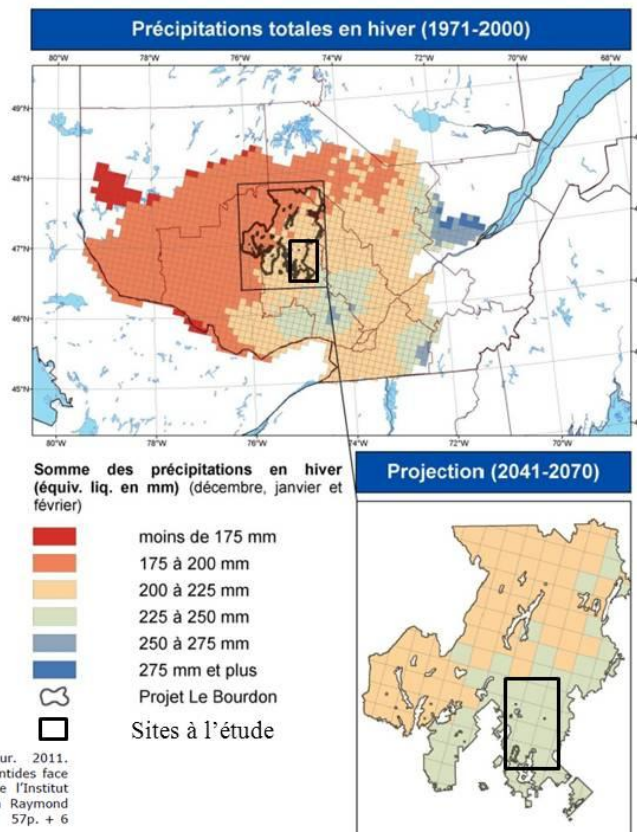 Précipitations totales en hiver (1971-2000)
80°W 78°W 76°W 74°W 72°W 70°W 68°W
49°N
48°N
47°N
46°N
45°N
80°W 78°W 76°W 74°W 72°W 70°W
Somme des précipitations en hiver
(équiv. liq. en mm) (décembre, janvier et
février)
moins de 175 mm
175 à 200 mm
200 à 225 mm
225 à 250 mm
250 à 275 mm
275 mm et plus
Projet Le Bourdon
Sites à l'étude
Projection (2041-2070)
ur. 2011.
ntides face
e l'Institut
Raymond
57p. + 6